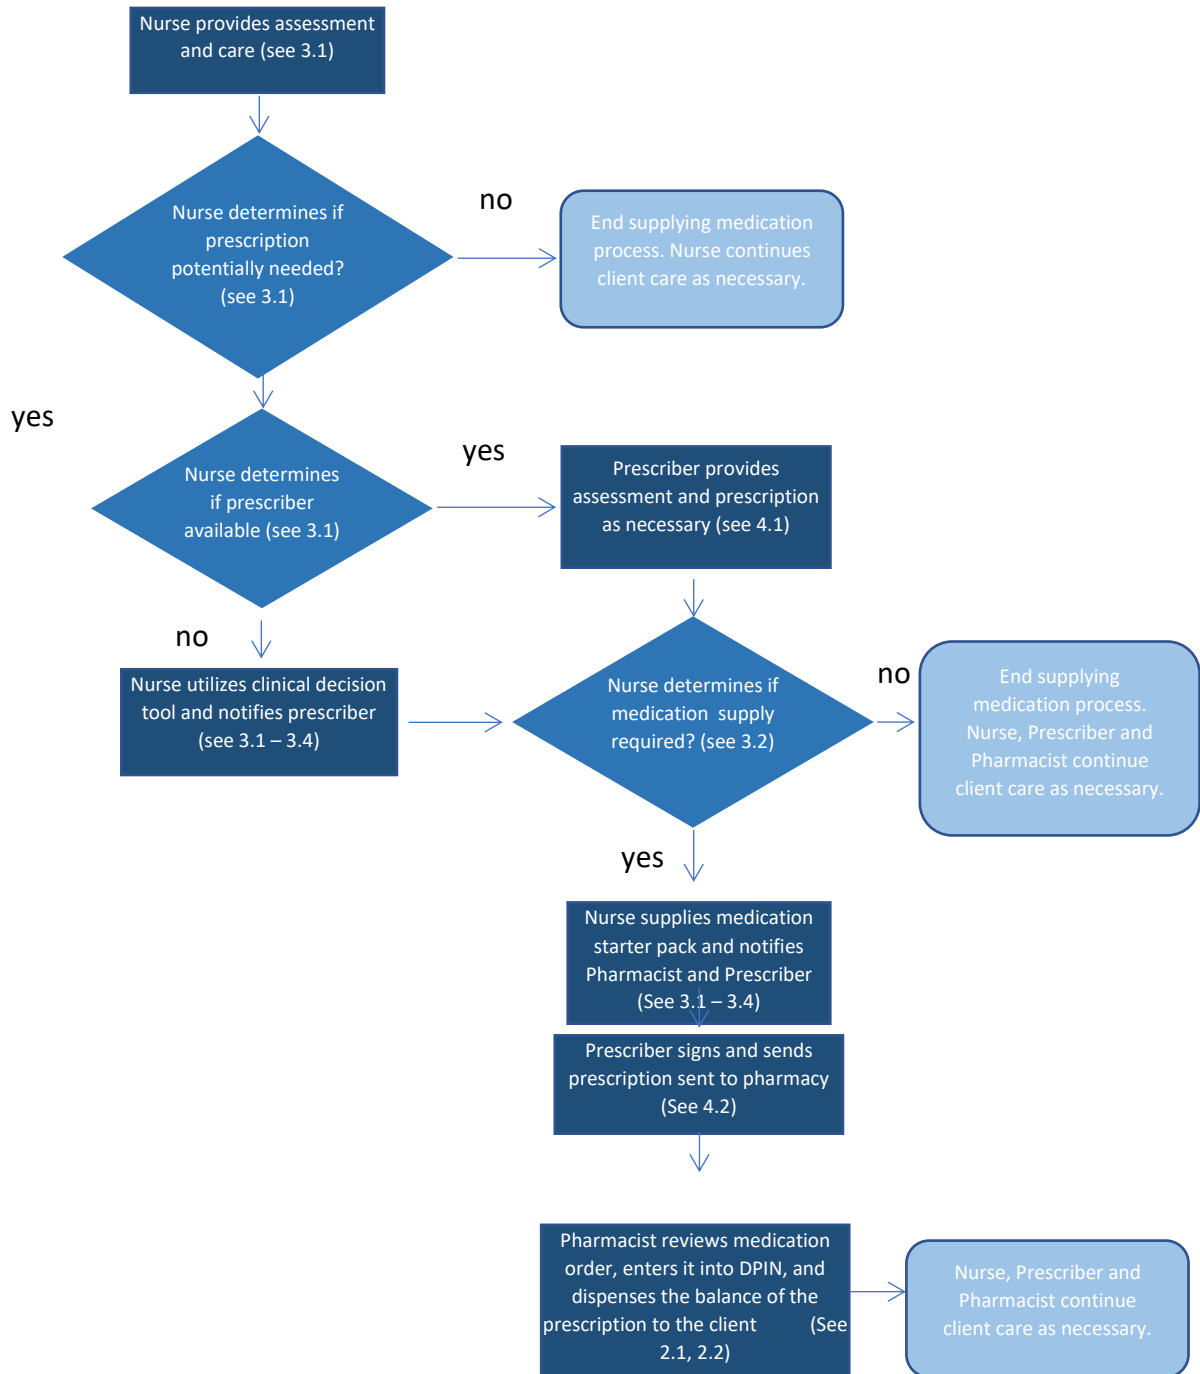 Nurse provides assessment
and care (see 3.1)
Nurse determines if
prescription
potentially needed?
(see 3.1)
no
End supplying medication
process. Nurse continues
client care as necessary.
yes
Nurse determines
if prescriber
available (see 3.1)
yes
Prescriber provides
assessment and prescription
as necessary (see 4.1)
no
Nurse utilizes clinical decision
tool and notifies prescriber
(see 3.1 – 3.4)
Nurse determines if
medication supply
required? (see 3.2)
no
End supplying
medication process.
Nurse, Prescriber and
Pharmacist continue
client care as necessary.
yes
Nurse supplies medication
starter pack and notifies
Pharmacist and Prescriber
(See 3.1 – 3.4)
Prescriber signs and sends
prescription sent to pharmacy
(See 4.2)
Pharmacist reviews medication
order, enters it into DPIN, and
dispenses the balance of the
prescription to the client (See
2.1, 2.2)
Nurse, Prescriber and
Pharmacist continue
client care as necessary.